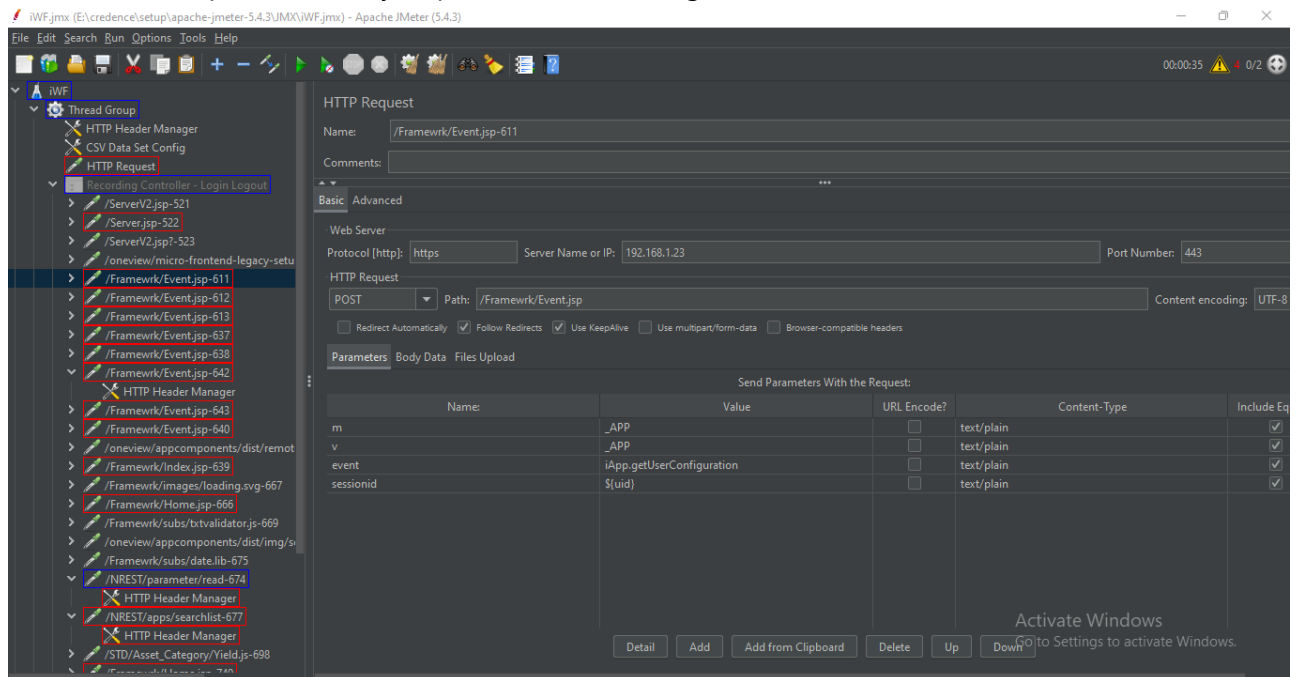 iWF.jmx (E:\credence\setup\apache-jmeter-5.4.3\JMX\iWF.jmx) - Apache JMeter (5.4.3)
File Edit Search Run Options Tools Help
00:00:35 4 0/2
iWF
Thread Group
HTTP Header Manager
CSV Data Set Config
HTTP Request
Recording Controller - Login Logout
/ServerV2.jsp-521
/Server.jsp-522
/ServerV2.jsp?-523
/oneview/micro-frontend-legacy-setu
/Framewrk/Event.jsp-611
/Framewrk/Event.jsp-612
/Framewrk/Event.jsp-613
/Framewrk/Event.jsp-637
/Framewrk/Event.jsp-638
/Framewrk/Event.jsp-642
HTTP Header Manager
/Framewrk/Event.jsp-643
/Framewrk/Event.jsp-640
/oneview/appcomponents/dist/remot
/Framewrk/Index.jsp-639
/Framewrk/images/loading.svg-667
/Framewrk/Home.jsp-666
/Framewrk/subs/txtvalidator.js-669
/oneview/appcomponents/dist/img/s
/Framewrk/subs/date.lib-675
/NREST/parameter/read-674
HTTP Header Manager
/NREST/apps/searchlist-677
HTTP Header Manager
/STD/Asset_Category/Yield.js-698
HTTP Request
Name: /Framewrk/Event.jsp-611
Comments:
Basic Advanced
Web Server
Protocol [http]: https Server Name or IP: 192.168.1.23 Port Number: 443
HTTP Request
POST Path: /Framewrk/Event.jsp Content encoding: UTF-8
Redirect Automatically Follow Redirects Use KeepAlive Use multipart/form-data Browser-compatible headers
Parameters Body Data Files Upload
Send Parameters With the Request:
Name: Value URL Encode? Content-Type Include Eq
m _APP text/plain
v _APP text/plain
event iApp.getUserConfiguration text/plain
sessionid ${uid} text/plain
Detail Add Add from Clipboard Delete Up Down
Activate Windows
Go to Settings to activate Windows.